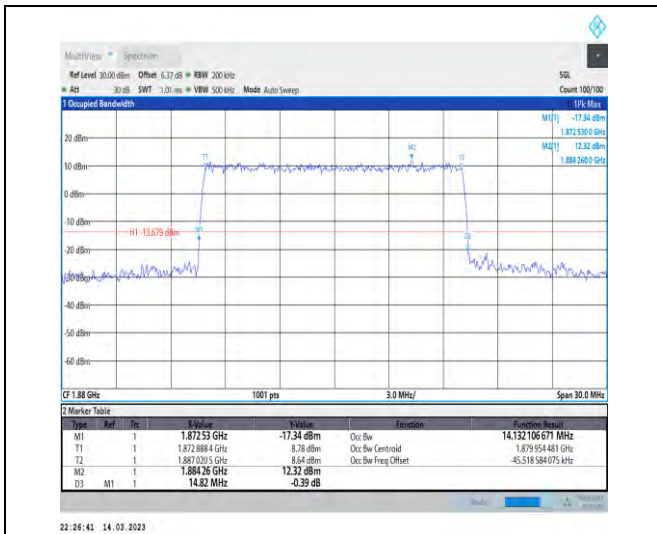 MultiView Spectrum
Ref Level 30.00 dBm Offset 6.37 dB RBW 200 kHz SGL
Att 30 dB SWT 1.01 ms VBW 500 kHz Mode Auto Sweep Count 100/100
1 Occupied Bandwidth 1Pk Max
M1[1] -17.34 dBm
1.872 530 0 GHz
M2[1] 12.32 dBm
1.884 260 0 GHz
20 dBm
T1 M2 T2
10 dBm
0 dBm
-10 dBm
H1 -13.679 dBm M1
D3
-30 dBm
-40 dBm
-50 dBm
-60 dBm
CF 1.88 GHz 1001 pts 3.0 MHz/ Span 30.0 MHz
2 Marker Table
Type Ref Trc X-Value Y-Value Function Function Result
M1 1 1.87253 GHz -17.34 dBm Occ Bw 14.132 106 671 MHz
T1 1 1.872 888 4 GHz 8.78 dBm Occ Bw Centroid 1.879 954 481 GHz
T2 1 1.887 020 5 GHz 8.64 dBm Occ Bw Freq Offset -45.518 584 075 kHz
M2 1 1.88426 GHz 12.32 dBm
D3 M1 1 14.82 MHz -0.39 dB
22:26:41 14.03.2023